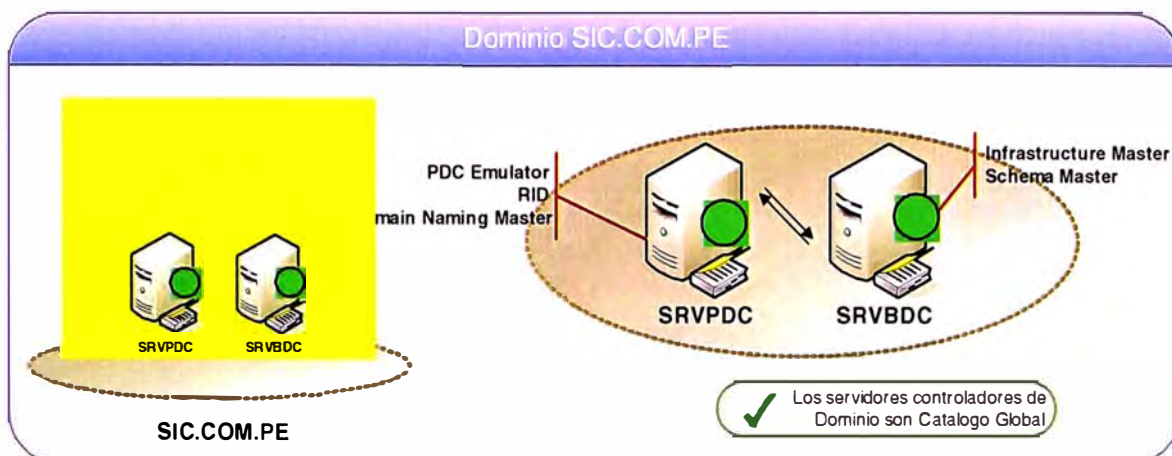 Dominio SIC.COM.PE
SRVPDC
SRVBDC
SIC.COM.PE
PDC Emulator
RID
main Naming Master
SRVPDC
SRVBDC
Infrastructure Master
Schema Master
Los servidores controladores de
Dominio son Catalogo Global